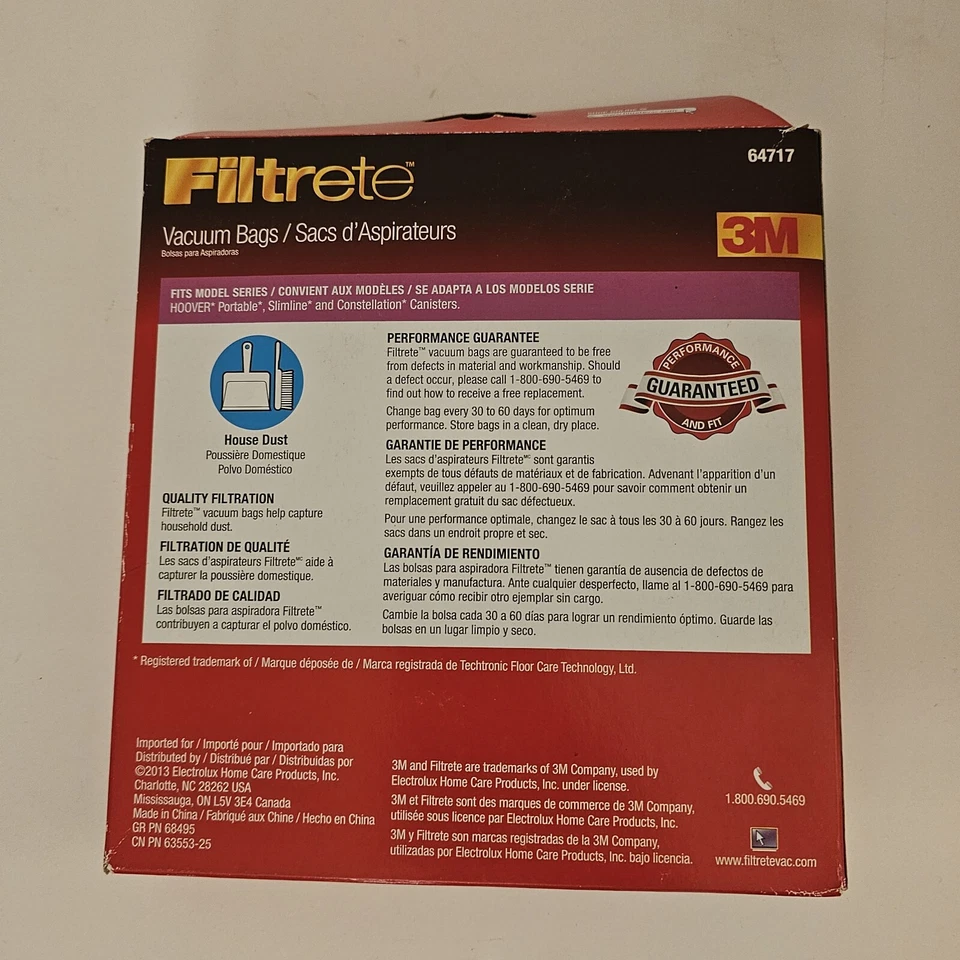 Filtrete™
64717
3M
Vacuum Bags / Sacs d'Aspirateurs
Bolsas para Aspiradoras
FITS MODEL SERIES / CONVIENT AUX MODÈLES / SE ADAPTA A LOS MODELOS SERIE
HOOVER* Portable*, Slimline* and Constellation* Canisters.
House Dust
Poussière Domestique
Polvo Doméstico
QUALITY FILTRATION
Filtrete™ vacuum bags help capture
household dust.
FILTRATION DE QUALITÉ
Les sacs d'aspirateurs Filtrete MC aide à
capturer la poussière domestique.
FILTRADO DE CALIDAD
Las bolsas para aspiradora Filtrete™
contribuyen a capturar el polvo doméstico.
PERFORMANCE GUARANTEE
Filtrete™ vacuum bags are guaranteed to be free
from defects in material and workmanship. Should
a defect occur, please call 1-800-690-5469 to
find out how to receive a free replacement.
Change bag every 30 to 60 days for optimum
performance. Store bags in a clean, dry place.
PERFORMANCE
GUARANTEED
AND FIT
GARANTIE DE PERFORMANCE
Les sacs d'aspirateurs Filtrete MC sont garantis
exempts de tous défauts de matériaux et de fabrication. Advenant l'apparition d'un
défaut, veuillez appeler au 1-800-690-5469 pour savoir comment obtenir un
remplacement gratuit du sac défectueux.
Pour une performance optimale, changez le sac à tous les 30 à 60 jours. Rangez les
sacs dans un endroit propre et sec.
GARANTÍA DE RENDIMIENTO
Las bolsas para aspiradora Filtrete™ tienen garantía de ausencia de defectos de
materiales y manufactura. Ante cualquier desperfecto, llame al 1-800-690-5469 para
averiguar cómo recibir otro ejemplar sin cargo.
Cambie la bolsa cada 30 a 60 días para lograr un rendimiento óptimo. Guarde las
bolsas en un lugar limpio y seco.
* Registered trademark of / Marque déposée de / Marca registrada de Techtronic Floor Care Technology, Ltd.
Imported for / Importé pour / Importado para
Distributed by / Distribué par / Distribuidas por
©2013 Electrolux Home Care Products, Inc.
Charlotte, NC 28262 USA
Mississauga, ON L5V 3E4 Canada
Made in China / Fabriqué aux Chine / Hecho en China
GR PN 68495
CN PN 63553-25
3M and Filtrete are trademarks of 3M Company, used by
Electrolux Home Care Products, Inc. under license.
3M et Filtrete sont des marques de commerce de 3M Company,
utilisée sous licence par Electrolux Home Care Products, Inc.
3M y Filtrete son marcas registradas de la 3M Company,
utilizadas por Electrolux Home Care Products, Inc. bajo licencia.
1.800.690.5469
www.filtretevac.com